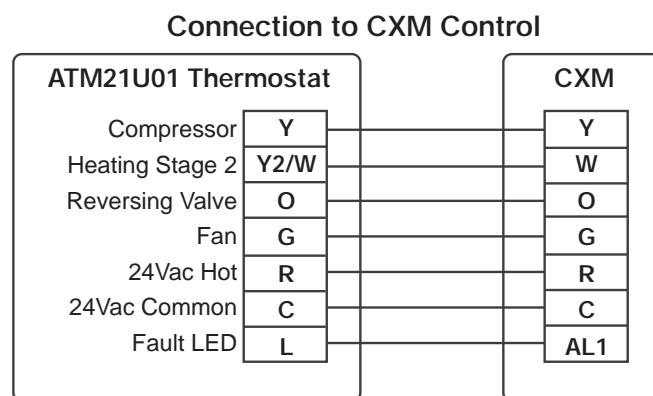 Connection to CXM Control
ATM21U01 Thermostat CXM
Compressor Y Y
Heating Stage 2 Y2/W W
Reversing Valve O O
Fan G G
24Vac Hot R R
24Vac Common C C
Fault LED L AL1